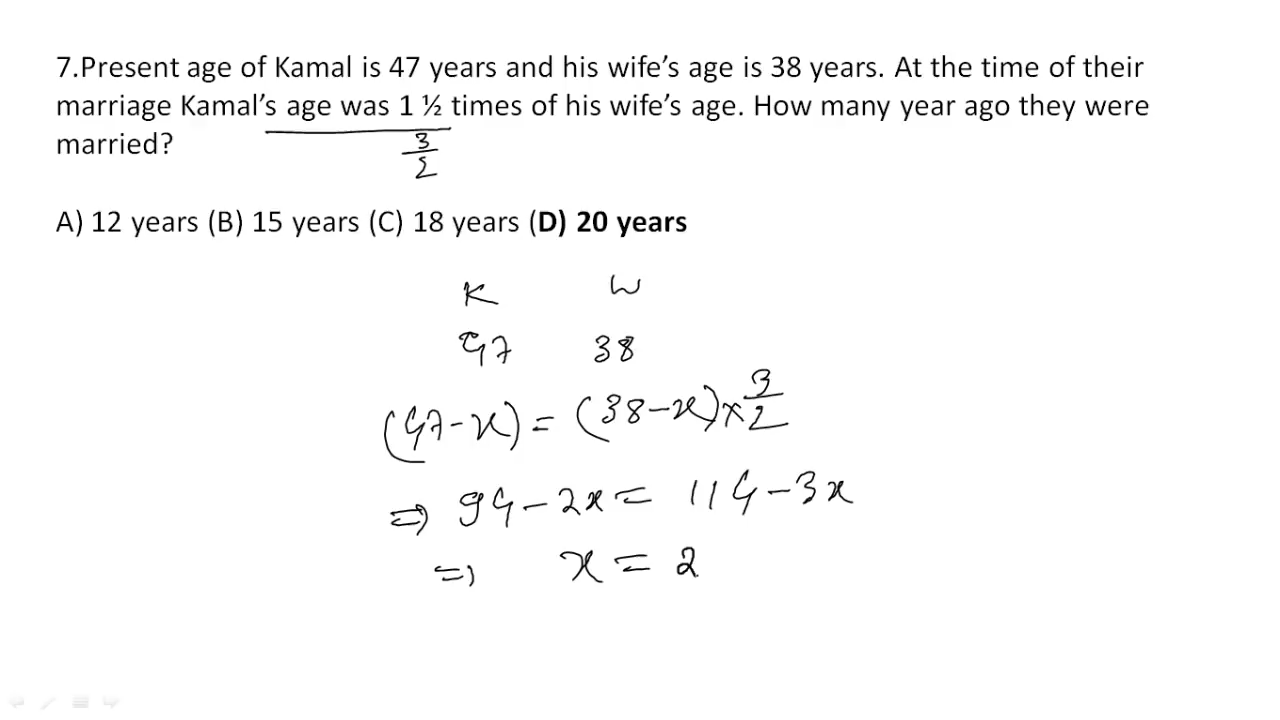 7.Present age of Kamal is 47 years and his wife’s age is 38 years. At the time of their
marriage Kamal’s age was 1 ½ times of his wife’s age. How many year ago they were
married?
3/2
A) 12 years (B) 15 years (C) 18 years (D) 20 years
K W
47 38
(47-x) = (38-x)×3/2
⇒ 94-2x = 114-3x
⇒ x = 2